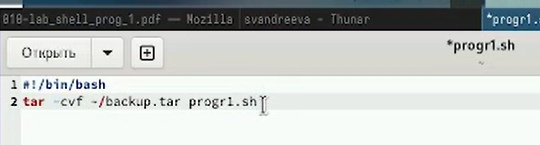 010-lab_shell_prog_1.pdf — Mozilla svandreeva - Thunar *progr1.s
Открыть *progr1.sh
~/
1 #!/bin/bash
2 tar -cvf ~/backup.tar progr1.sh